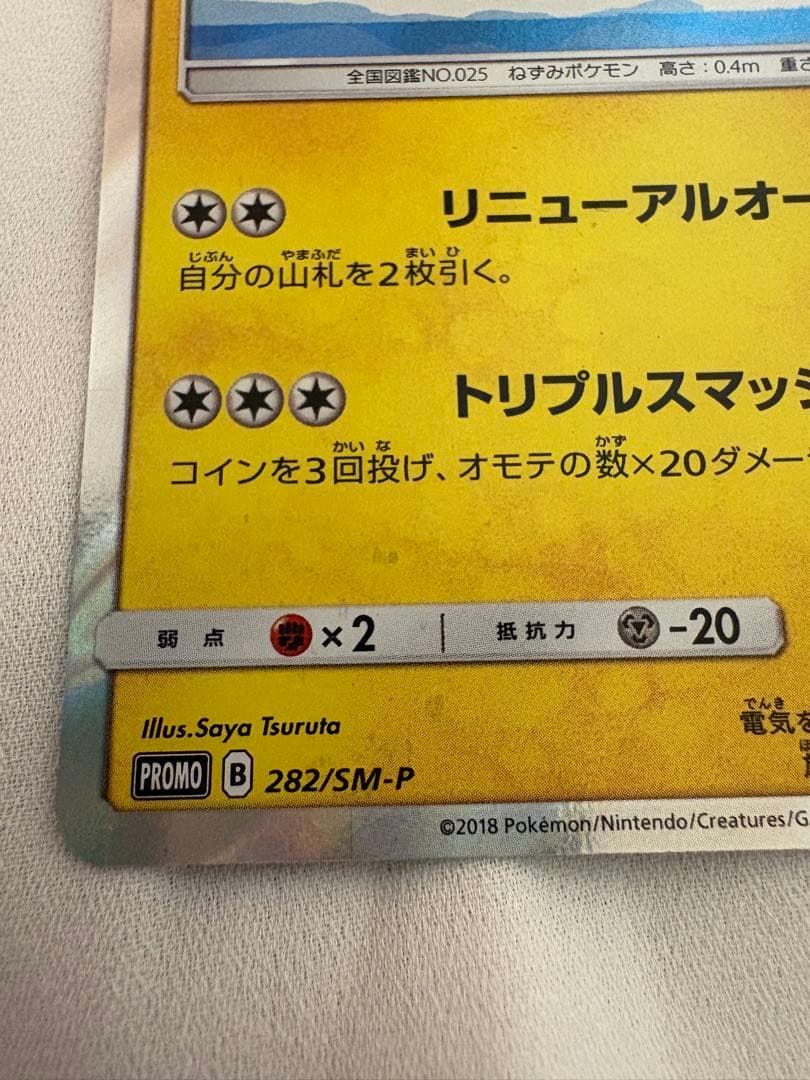 全国図鑑NO.025 ねずみポケモン 高さ:0.4m 重さ
リニューアルオー
じぶん やまふだ まい ひ
自分の山札を2枚引く。
トリプルスマッシ
かい な かず
コインを3回投げ、オモテの数×20ダメー
弱点 ×2 抵抗力 -20
Illus.Saya Tsuruta
でんき
電気を
PROMO B 282/SM-P
©2018 Pokémon/Nintendo/Creatures/G